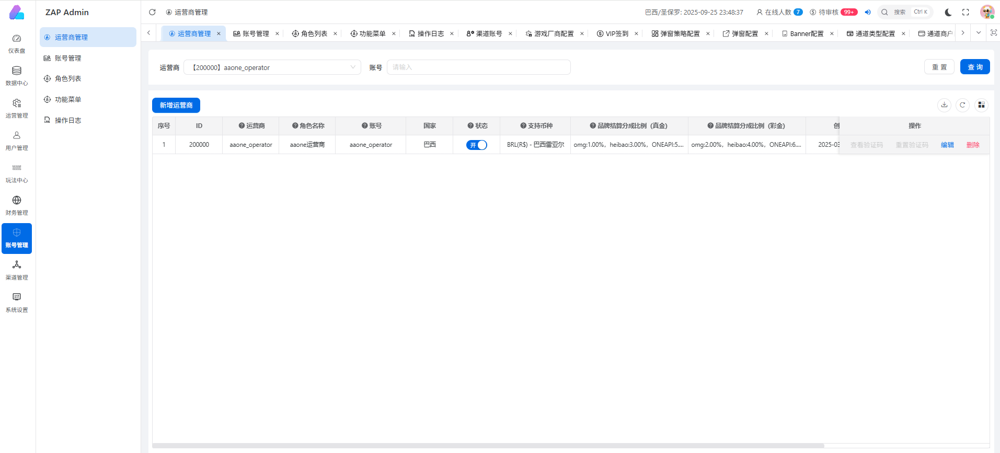 ZAP Admin
运营商管理
巴西/圣保罗: 2025-09-25 23:48:37
在线人数 7
待审核 99+
搜索 Ctrl K
仪表盘
数据中心
运营管理
用户管理
玩法中心
财务管理
账号管理
渠道管理
系统设置
运营商管理
账号管理
角色列表
功能菜单
操作日志
运营商管理 × 账号管理 × 角色列表 × 功能菜单 × 操作日志 × 渠道账号 × 游戏厂商配置 × VIP签到 × 弹窗策略配置 × 弹窗配置 × Banner配置 × 通道类型配置 × 通道商户
运营商 【200000】aaone_operator 账号 请输入 重 置 查 询
新增运营商
序号 ID 运营商 角色名称 账号 国家 状态 支持币种 品牌结算分成比例（真金） 品牌结算分成比例（彩金） 创 操作
1 200000 aaone_operator aaone运营商 aaone_operator 巴西 开 BRL(R$) - 巴西雷亚尔 omg:1.00%，heibao:3.00%，ONEAPI:5.... omg:2.00%，heibao:4.00%，ONEAPI:6.... 2025-03 查看验证码 重置验证码 编辑 删除